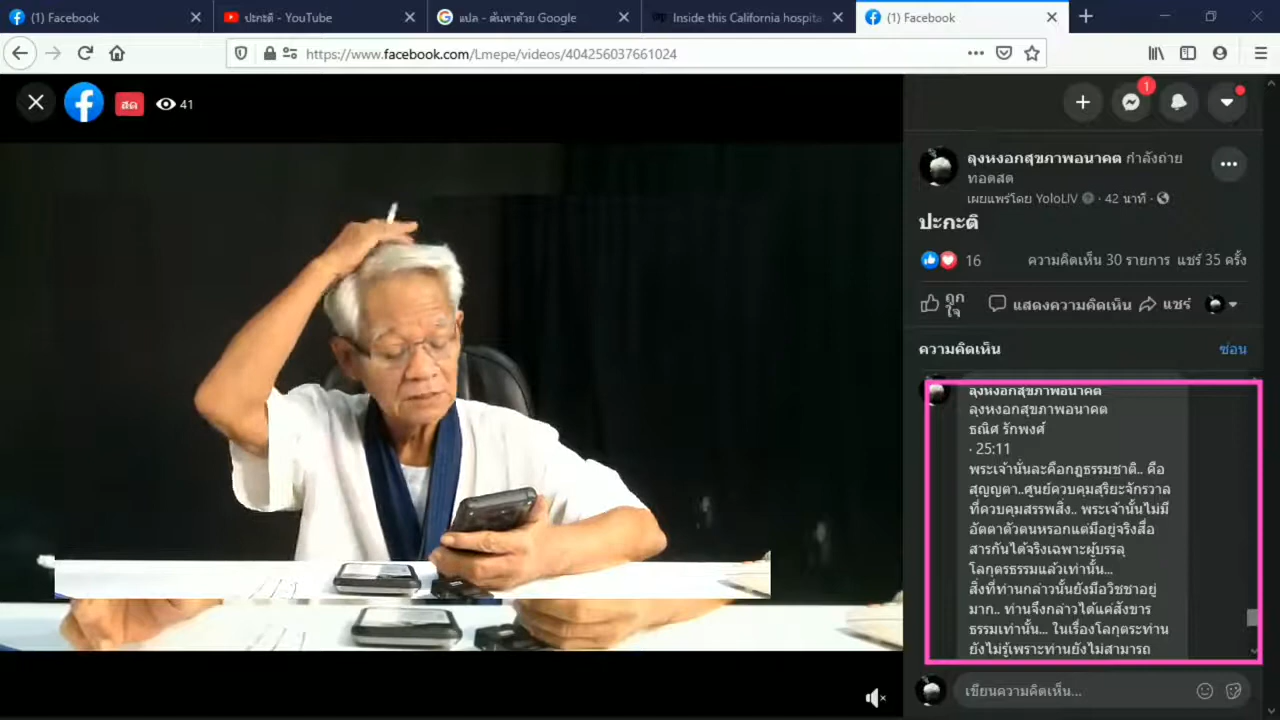 (1) Facebook
ปะกะติ - YouTube
แปล - ค้นหาด้วย Google
Inside this California hospita
(1) Facebook
https://www.facebook.com/Lmepe/videos/404256037661024
สด
41
1
ลุงหงอกสุขภาพอนาคต กำลังถ่าย
ทอดสด
เผยแพร่โดย YoloLIV · 42 นาที ·
ปะกะติ
16
ความคิดเห็น 30 รายการ แชร์ 35 ครั้ง
ถูก
ใจ
แสดงความคิดเห็น
แชร์
ความคิดเห็น
ซ่อน
ลุงหงอกสุขภาพอนาคต
ลุงหงอกสุขภาพอนาคต
ธณิศ รักพงศ์
· 25:11
พระเจ้านั่นละคือกฎธรรมชาติ.. คือ
สุญญตา..ศูนย์ควบคุมสุริยะจักรวาล
ที่ควบคุมสรรพสิ่ง.. พระเจ้านั้นไม่มี
อัตตาตัวตนหรอกแต่มีอยู่จริงสื่อ
สารกันได้จริงเฉพาะผู้บรรลุ
โลกุตรธรรมแล้วเท่านั้น...
สิ่งที่ท่านกล่าวนั้นยังมีอวิชชาอยู่
มาก.. ท่านจึงกล่าวได้แค่สังขาร
ธรรมเท่านั้น... ในเรื่องโลกุตระท่าน
ยังไม่รู้เพราะท่านยังไม่สามารถ
เขียนความคิดเห็น...